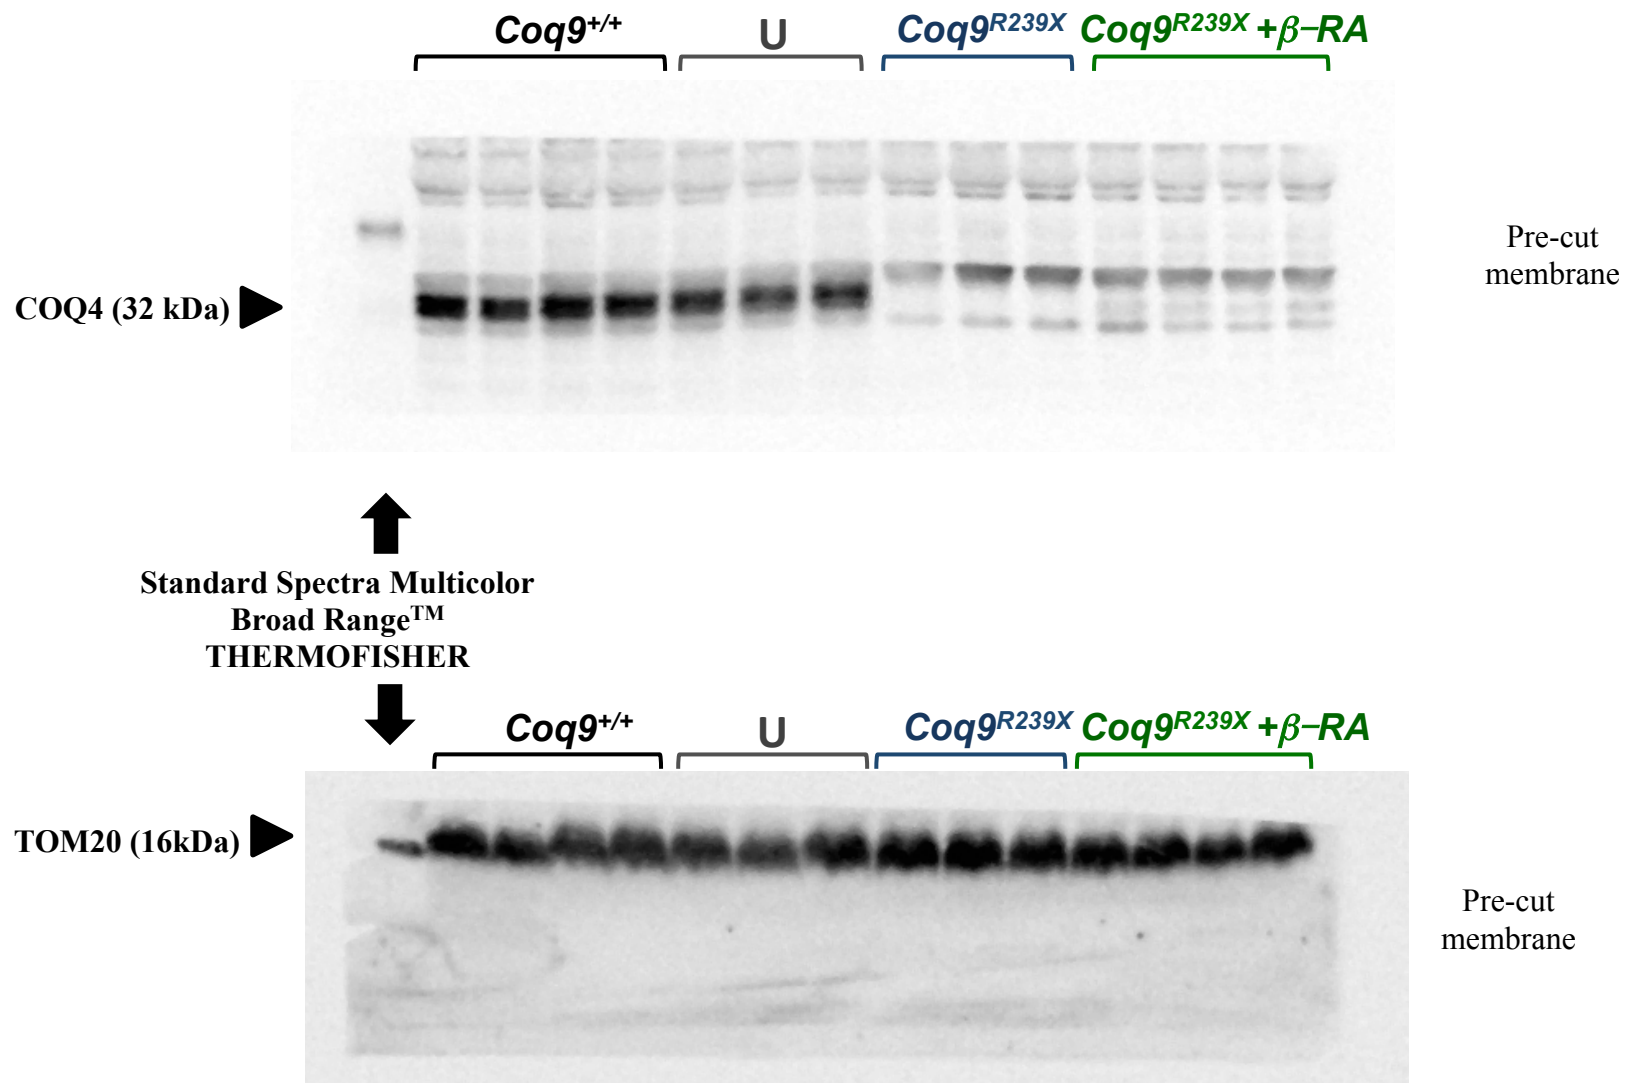 Coq9+/+ U Coq9R239X Coq9R239X +β–RA
Pre-cut
membrane
COQ4 (32 kDa)
Standard Spectra Multicolor
Broad RangeTM
THERMOFISHER
Coq9+/+ U Coq9R239X Coq9R239X +β–RA
TOM20 (16kDa)
Pre-cut
membrane